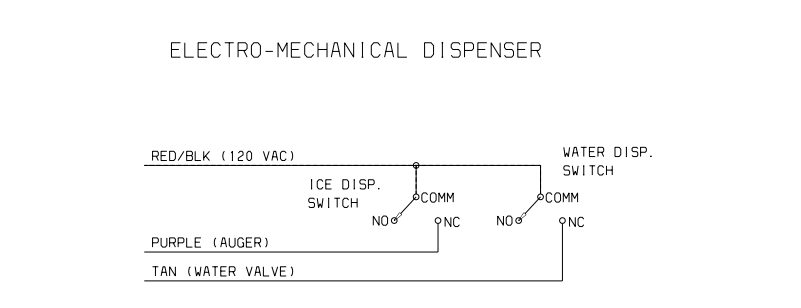 ELECTRO-MECHANICAL DISPENSER
WATER DISP.
SWITCH
RED/BLK (120 VAC)
ICE DISP.
SWITCH
COMM
COMM
NO
NC
NO
NC
PURPLE (AUGER)
TAN (WATER VALVE)